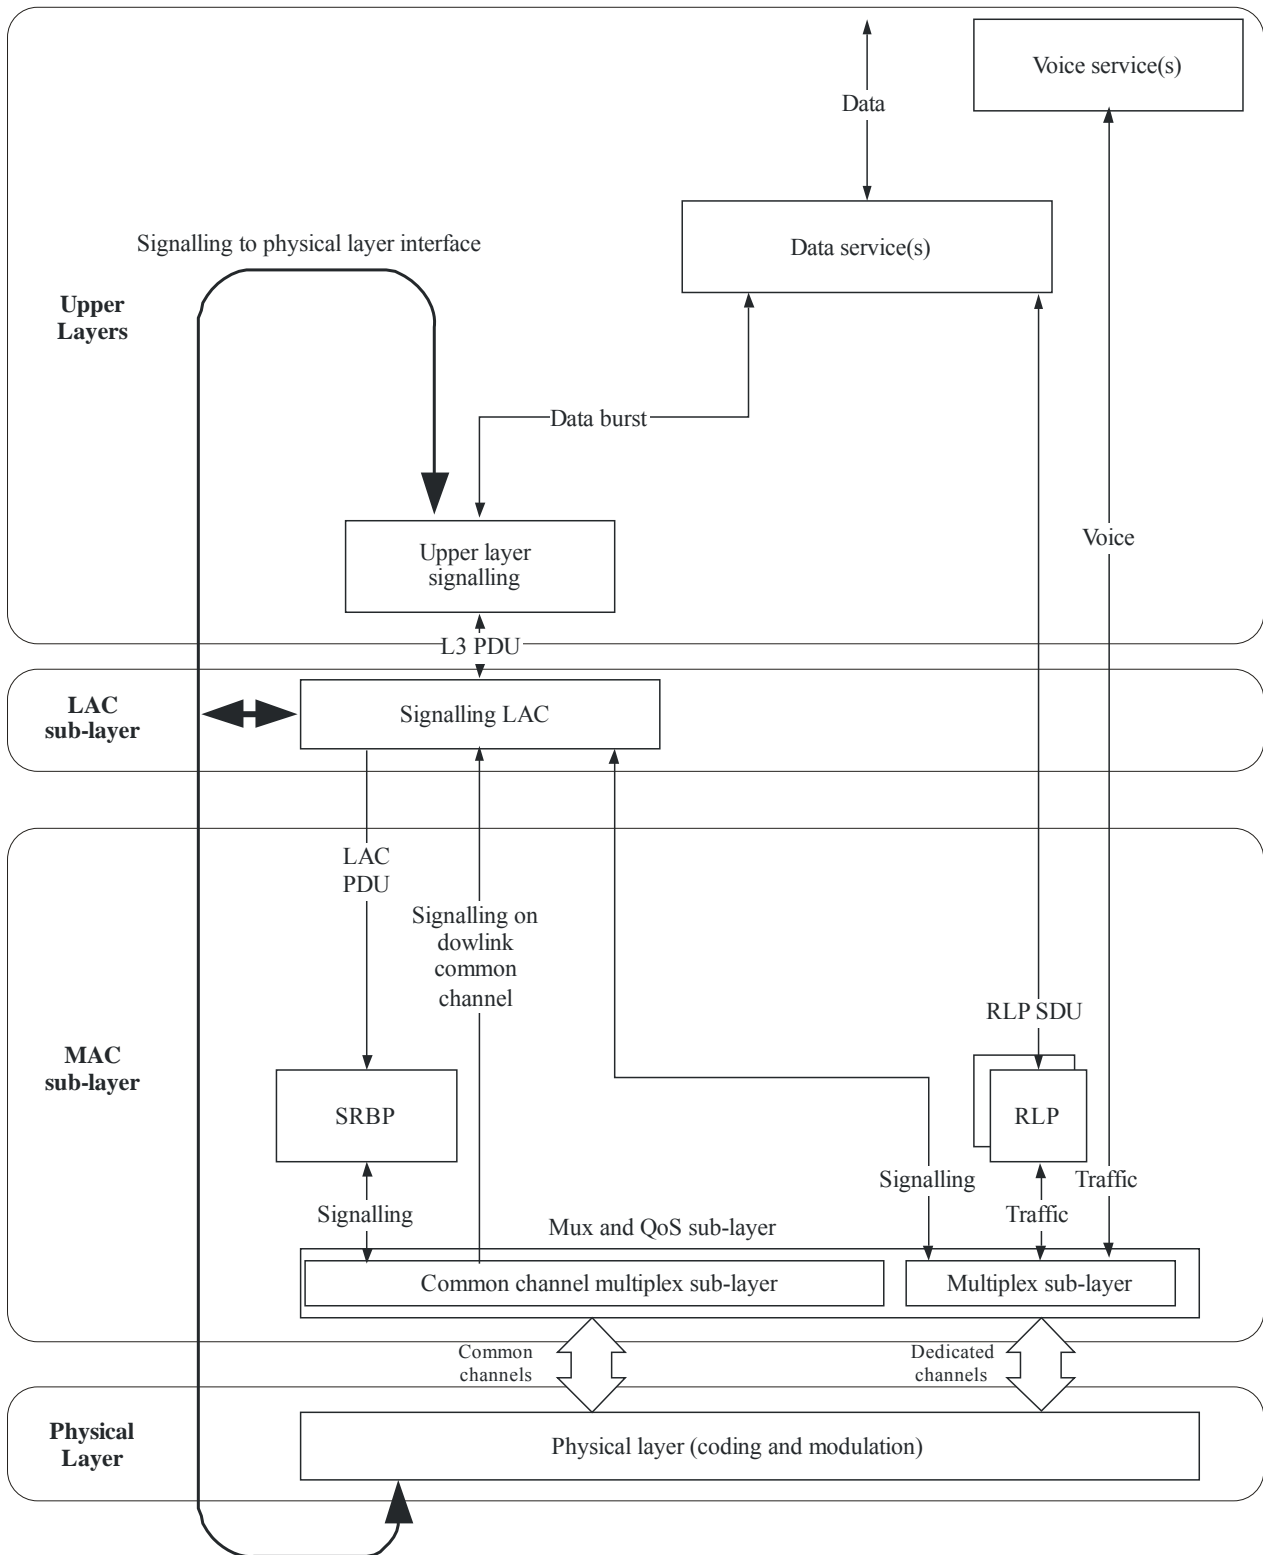 Voice service(s)
Data
Data service(s)
Signalling to physical layer interface
Upper
Layers
Data burst
Voice
Upper layer
signalling
L3 PDU
LAC
sub-layer
Signalling LAC
LAC
PDU
Signalling on
dowlink
common
channel
RLP SDU
MAC
sub-layer
SRBP
RLP
Signalling
Traffic
Signalling
Traffic
Mux and QoS sub-layer
Common channel multiplex sub-layer
Multiplex sub-layer
Common
channels
Dedicated
channels
Physical
Layer
Physical layer (coding and modulation)